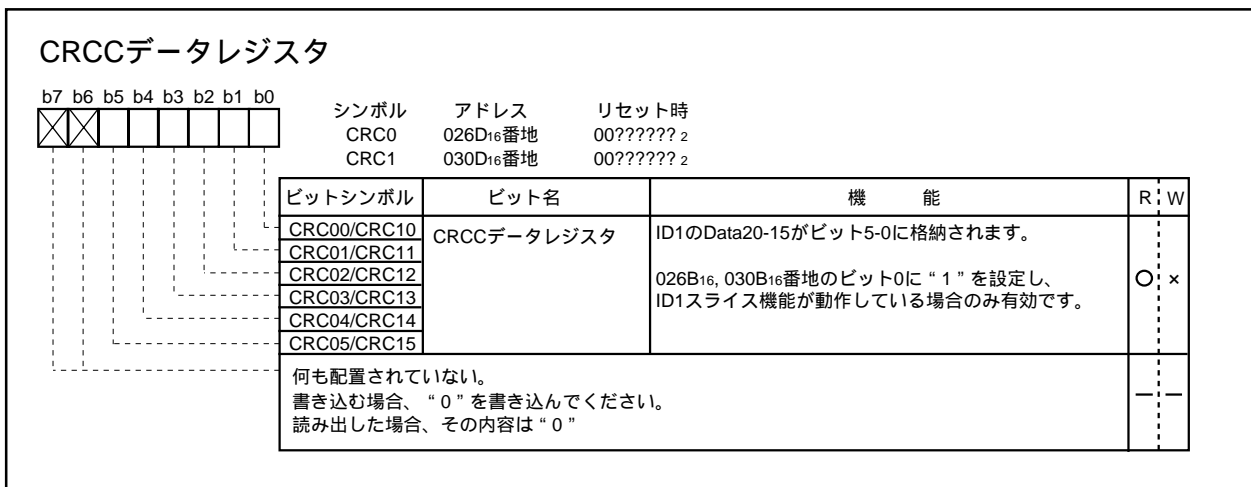 CRCCデータレジスタ
b7 b6 b5 b4 b3 b2 b1 b0
シンボル アドレス リセット時
CRC0 026D16番地 00??????2
CRC1 030D16番地 00??????2
ビットシンボル ビット名 機 能 R W
CRC00/CRC10 CRCCデータレジスタ ID1のData20-15がビット5-0に格納されます。
CRC01/CRC11
CRC02/CRC12 026B16, 030B16番地のビット0に“1”を設定し、 ○ ×
CRC03/CRC13 ID1スライス機能が動作している場合のみ有効です。
CRC04/CRC14
CRC05/CRC15
何も配置されていない。
書き込む場合、“0”を書き込んでください。 — —
読み出した場合、その内容は“0”